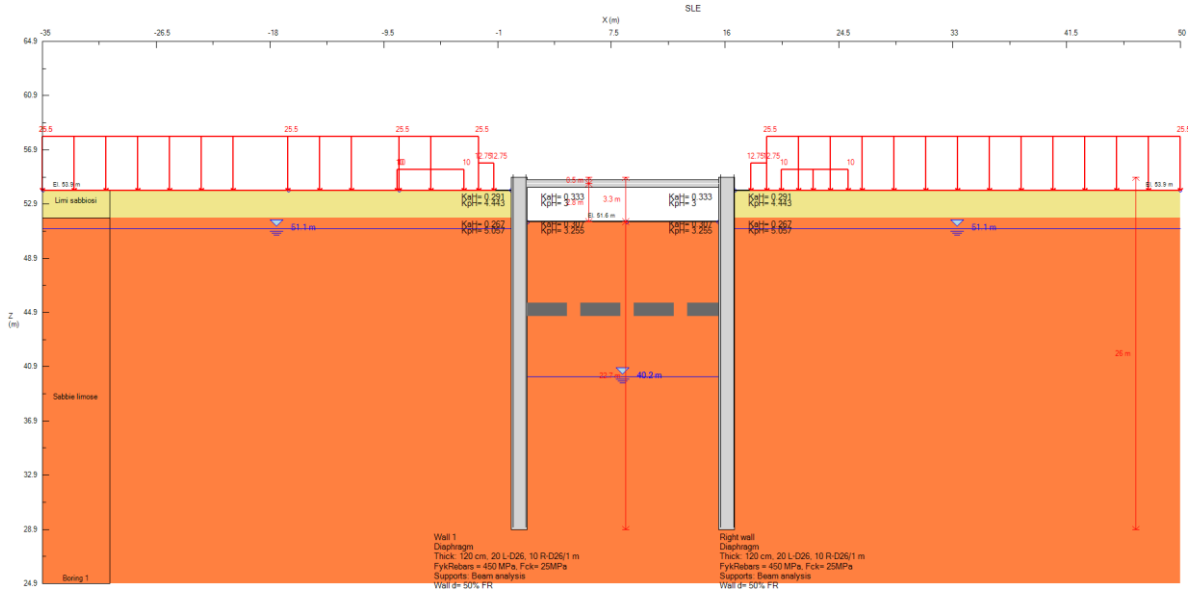 SLE
X (m)
-35 -26.5 -18 -9.5 -1 7.5 16 24.5 33 41.5 50
64.9
60.9
56.9
52.9
48.9
44.9
40.9
36.9
32.9
28.9
24.9
Z
(m)
25.5 25.5 25.5 25.5 25.5 25.5
12.75 12.75 12.75 12.75
10 10 10 10
El. 53.9 m El. 53.9 m
Limi sabbiosi
0.5 m
3.3 m
KaH= 0.291 KaH= 0.333 KaH= 0.333 KaH= 0.291
KpH= 4.443 KpH= 3 KpH= 3 KpH= 4.443
El. 51.6 m
KaH= 0.267 KaH= 0.307 KaH= 0.307 KaH= 0.267
KpH= 5.057 KpH= 3.255 KpH= 3.255 KpH= 5.057
51.1 m 51.1 m
26 m
22.7 m
40.2 m
Sabbie limose
Boring 1
Wall 1
Diaphragm
Thick: 120 cm, 20 L-D26, 10 R-D26/1 m
FykRebars = 450 MPa, Fck= 25MPa
Supports: Beam analysis
Wall d= 50% FR
Right wall
Diaphragm
Thick: 120 cm, 20 L-D26, 10 R-D26/1 m
FykRebars = 450 MPa, Fck= 25MPa
Supports: Beam analysis
Wall d= 50% FR